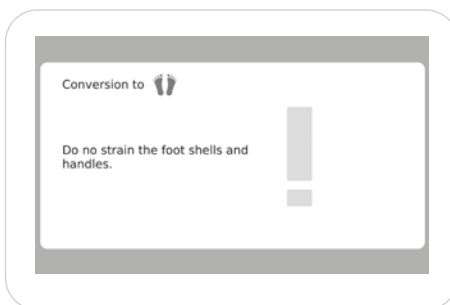 Conversion to
Do no strain the foot shells and
handles.